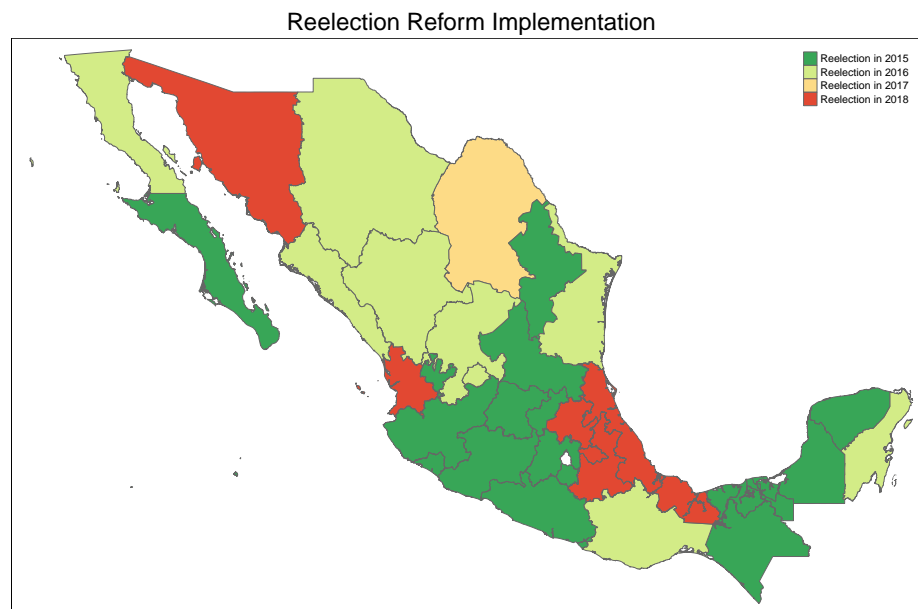 Reelection Reform Implementation
Reelection in 2015
Reelection in 2016
Reelection in 2017
Reelection in 2018